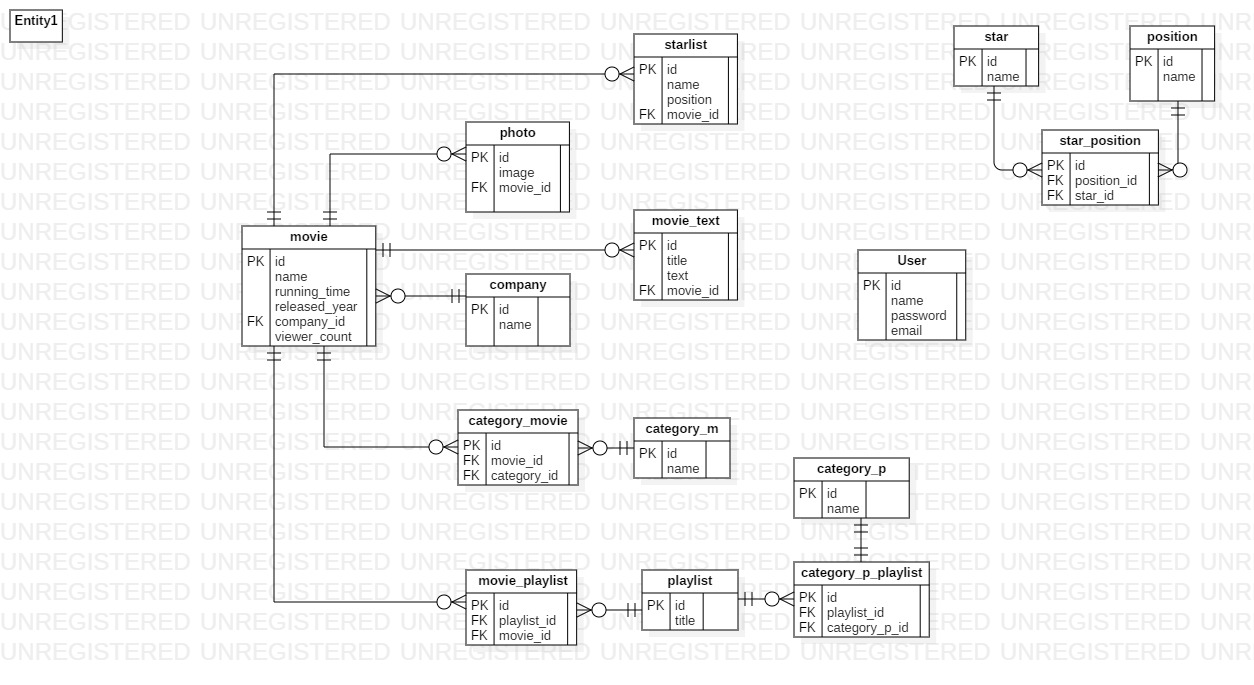 Entity1
starlist
PK id
name
position
FK movie_id
star
PK id
name
position
PK id
name
photo
PK id
image
FK movie_id
star_position
PK id
FK position_id
FK star_id
movie
PK id
name
running_time
released_year
FK company_id
viewer_count
movie_text
PK id
title
text
FK movie_id
company
PK id
name
User
PK id
name
password
email
category_movie
PK id
FK movie_id
FK category_id
category_m
PK id
name
category_p
PK id
name
movie_playlist
PK id
FK playlist_id
FK movie_id
playlist
PK id
title
category_p_playlist
PK id
FK playlist_id
FK category_p_id
UNREGISTERED